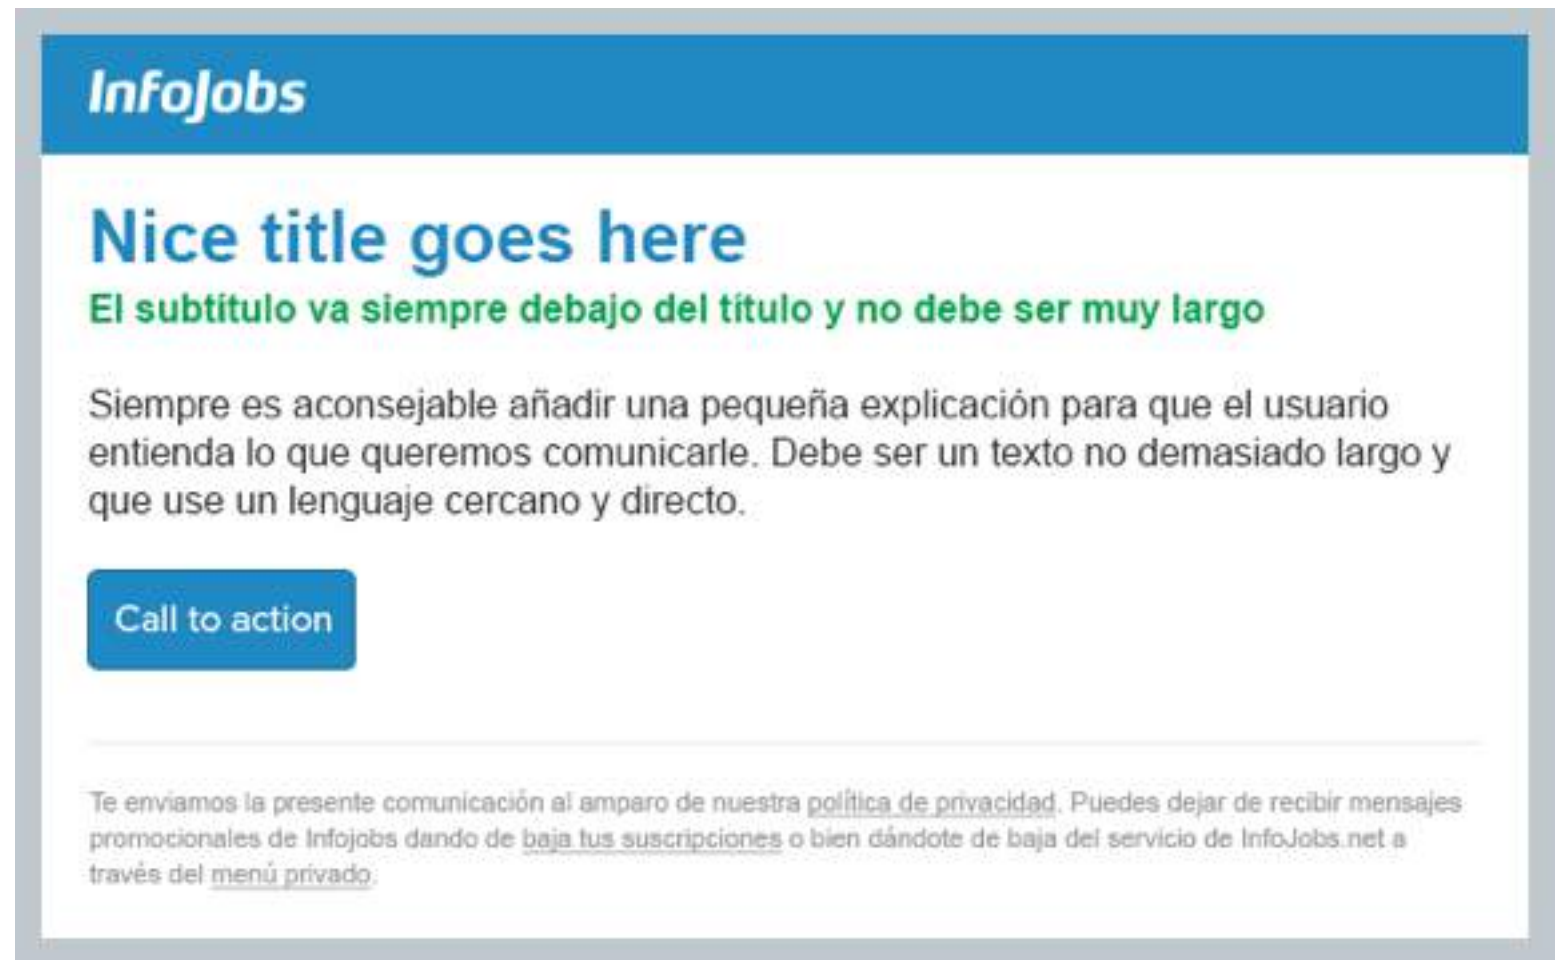 InfoJobs
Nice title goes here
El subtítulo va siempre debajo del título y no debe ser muy largo
Siempre es aconsejable añadir una pequeña explicación para que el usuario
entienda lo que queremos comunicarle. Debe ser un texto no demasiado largo y
que use un lenguaje cercano y directo.
Call to action
Te enviamos la presente comunicación al amparo de nuestra política de privacidad. Puedes dejar de recibir mensajes
promocionales de Infojobs dando de baja tus suscripciones o bien dándote de baja del servicio de InfoJobs.net a
través del menú privado.